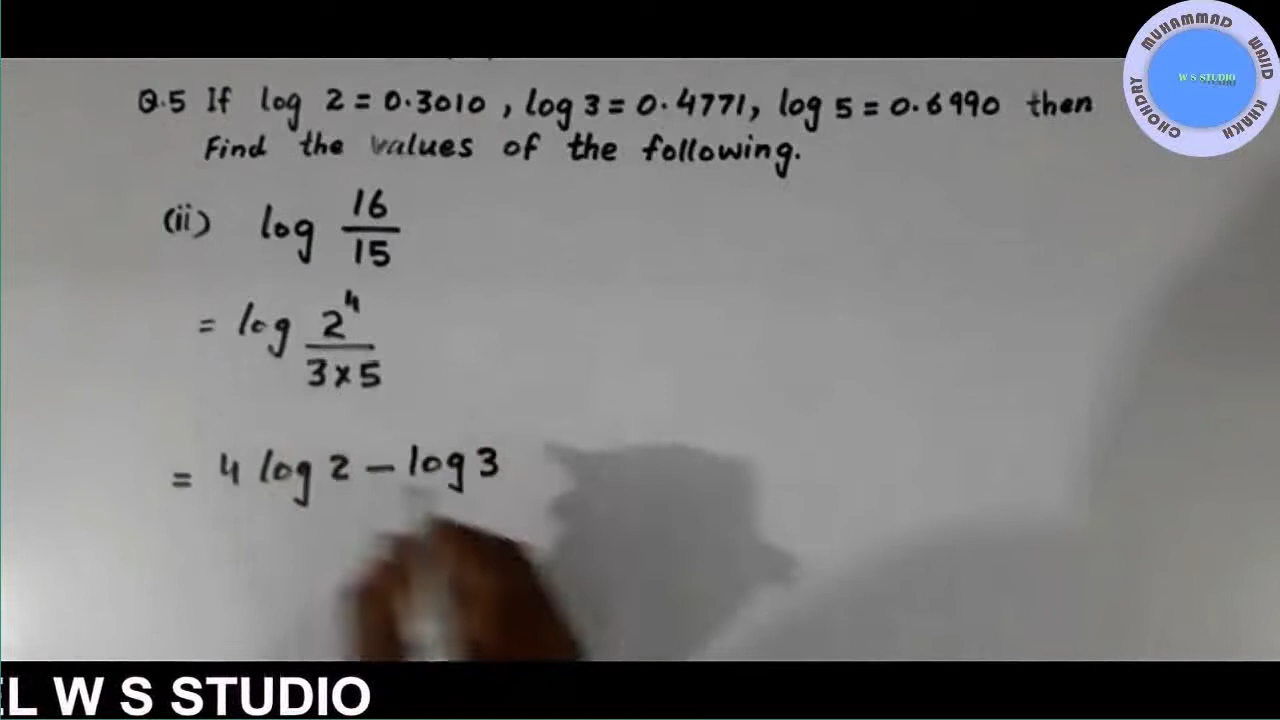 Q.5 If log 2 = 0.3010 , log 3 = 0.4771, log 5 = 0.6990 then
Find the values of the following.
(ii) log 16/15
= log 2⁴/3×5
= 4 log 2 – log 3
MUHAMMAD WAJID KHAKH CHOHDRY
W S STUDIO
EL W S STUDIO